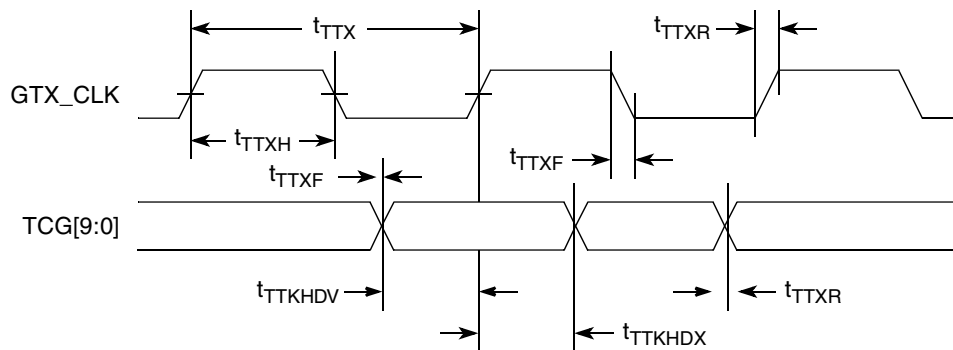 tTTX
tTTXR
GTX_CLK
tTTXH
tTTXF
tTTXF
TCG[9:0]
tTTKHDV
tTTXR
tTTKHDX